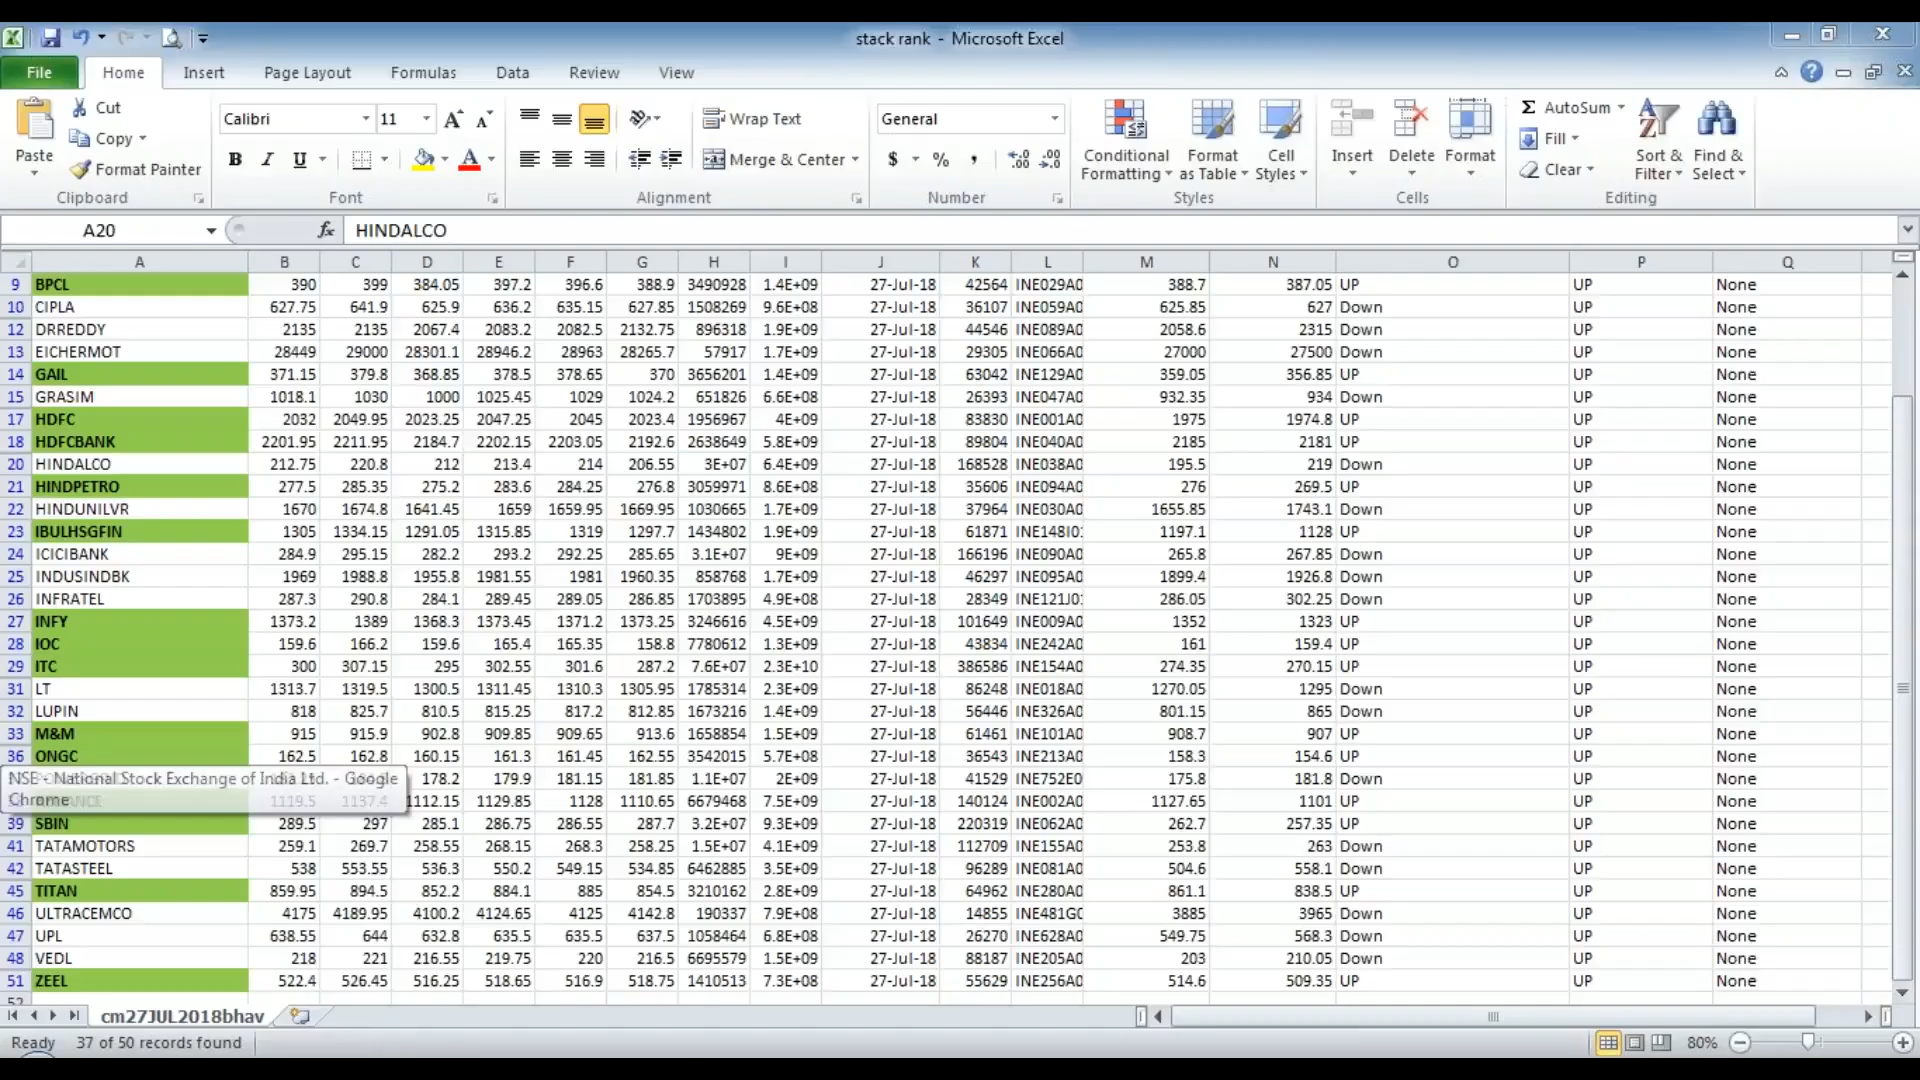 stack rank - Microsoft Excel
File Home Insert Page Layout Formulas Data Review View
Cut
Copy
Format Painter
Paste
Clipboard
Calibri 11
B I U A
Font
Wrap Text
Merge & Center
Alignment
General
$ % ,
Number
Conditional Formatting
Format as Table
Cell Styles
Styles
Insert Delete Format
Cells
Σ AutoSum
Fill
Clear
Sort & Filter
Find & Select
Editing
A20 fx HINDALCO
A B C D E F G H I J K L M N O P Q
9 BPCL 390 399 384.05 397.2 396.6 388.9 3490928 1.4E+09 27-Jul-18 42564 INE029A0 388.7 387.05 UP UP None
10 CIPLA 627.75 641.9 625.9 636.2 635.15 627.85 1508269 9.6E+08 27-Jul-18 36107 INE059A0 625.85 627 Down UP None
12 DRREDDY 2135 2135 2067.4 2083.2 2082.5 2132.75 896318 1.9E+09 27-Jul-18 44546 INE089A0 2058.6 2315 Down UP None
13 EICHERMOT 28449 29000 28301.1 28946.2 28963 28265.7 57917 1.7E+09 27-Jul-18 29305 INE066A0 27000 27500 Down UP None
14 GAIL 371.15 379.8 368.85 378.5 378.65 370 3656201 1.4E+09 27-Jul-18 63042 INE129A0 359.05 356.85 UP UP None
15 GRASIM 1018.1 1030 1000 1025.45 1029 1024.2 651826 6.6E+08 27-Jul-18 26393 INE047A0 932.35 934 Down UP None
17 HDFC 2032 2049.95 2023.25 2047.25 2045 2023.4 1956967 4E+09 27-Jul-18 83830 INE001A0 1975 1974.8 UP UP None
18 HDFCBANK 2201.95 2211.95 2184.7 2202.15 2203.05 2192.6 2638649 5.8E+09 27-Jul-18 89804 INE040A0 2185 2181 UP UP None
20 HINDALCO 212.75 220.8 212 213.4 214 206.55 3E+07 6.4E+09 27-Jul-18 168528 INE038A0 195.5 219 Down UP None
21 HINDPETRO 277.5 285.35 275.2 283.6 284.25 276.8 3059971 8.6E+08 27-Jul-18 35606 INE094A0 276 269.5 UP UP None
22 HINDUNILVR 1670 1674.8 1641.45 1659 1659.95 1669.95 1030665 1.7E+09 27-Jul-18 37964 INE030A0 1655.85 1743.1 Down UP None
23 IBULHSGFIN 1305 1334.15 1291.05 1315.85 1319 1297.7 1434802 1.9E+09 27-Jul-18 61871 INE148I0 1197.1 1128 UP UP None
24 ICICIBANK 284.9 295.15 282.2 293.2 292.25 285.65 3.1E+07 9E+09 27-Jul-18 166196 INE090A0 265.8 267.85 Down UP None
25 INDUSINDBK 1969 1988.8 1955.8 1981.55 1981 1960.35 858768 1.7E+09 27-Jul-18 46297 INE095A0 1899.4 1926.8 Down UP None
26 INFRATEL 287.3 290.8 284.1 289.45 289.05 286.85 1703895 4.9E+08 27-Jul-18 28349 INE121J0 286.05 302.25 Down UP None
27 INFY 1373.2 1389 1368.3 1373.45 1371.2 1373.25 3246616 4.5E+09 27-Jul-18 101649 INE009A0 1352 1323 UP UP None
28 IOC 159.6 166.2 159.6 165.4 165.35 158.8 7780612 1.3E+09 27-Jul-18 43834 INE242A0 161 159.4 UP UP None
29 ITC 300 307.15 295 302.55 301.6 287.2 7.6E+07 2.3E+10 27-Jul-18 386586 INE154A0 274.35 270.15 UP UP None
31 LT 1313.7 1319.5 1300.5 1311.45 1310.3 1305.95 1785314 2.3E+09 27-Jul-18 86248 INE018A0 1270.05 1295 Down UP None
32 LUPIN 818 825.7 810.5 815.25 817.2 812.85 1673216 1.4E+09 27-Jul-18 56446 INE326A0 801.15 865 Down UP None
33 M&M 915 915.9 902.8 909.85 909.65 913.6 1658854 1.5E+09 27-Jul-18 61461 INE101A0 908.7 907 UP UP None
36 ONGC 162.5 162.8 160.15 161.3 161.45 162.55 3542015 5.7E+08 27-Jul-18 36543 INE213A0 158.3 154.6 UP UP None
NSE - National Stock Exchange of India Ltd. - Google Chrome
178.2 179.9 181.15 181.85 1.1E+07 2E+09 27-Jul-18 41529 INE752E0 175.8 181.8 Down UP None
1119.5 1137.4 1112.15 1129.85 1128 1110.65 6679468 7.5E+09 27-Jul-18 140124 INE002A0 1127.65 1101 UP UP None
39 SBIN 289.5 297 285.1 286.75 286.55 287.7 3.2E+07 9.3E+09 27-Jul-18 220319 INE062A0 262.7 257.35 UP UP None
41 TATAMOTORS 259.1 269.7 258.55 268.15 268.3 258.25 1.5E+07 4.1E+09 27-Jul-18 112709 INE155A0 253.8 263 Down UP None
42 TATASTEEL 538 553.55 536.3 550.2 549.15 534.85 6462885 3.5E+09 27-Jul-18 96289 INE081A0 504.6 558.1 Down UP None
45 TITAN 859.95 894.5 852.2 884.1 885 854.5 3210162 2.8E+09 27-Jul-18 64962 INE280A0 861.1 838.5 UP UP None
46 ULTRACEMCO 4175 4189.95 4100.2 4124.65 4125 4142.8 190337 7.9E+08 27-Jul-18 14855 INE481G0 3885 3965 Down UP None
47 UPL 638.55 644 632.8 635.5 635.5 637.5 1058464 6.8E+08 27-Jul-18 26270 INE628A0 549.75 568.3 Down UP None
48 VEDL 218 221 216.55 219.75 220 216.5 6695579 1.5E+09 27-Jul-18 88187 INE205A0 203 210.05 Down UP None
51 ZEEL 522.4 526.45 516.25 518.65 516.9 518.75 1410513 7.3E+08 27-Jul-18 55629 INE256A0 514.6 509.35 UP UP None
52
cm27JUL2018bhav
Ready 37 of 50 records found 80%